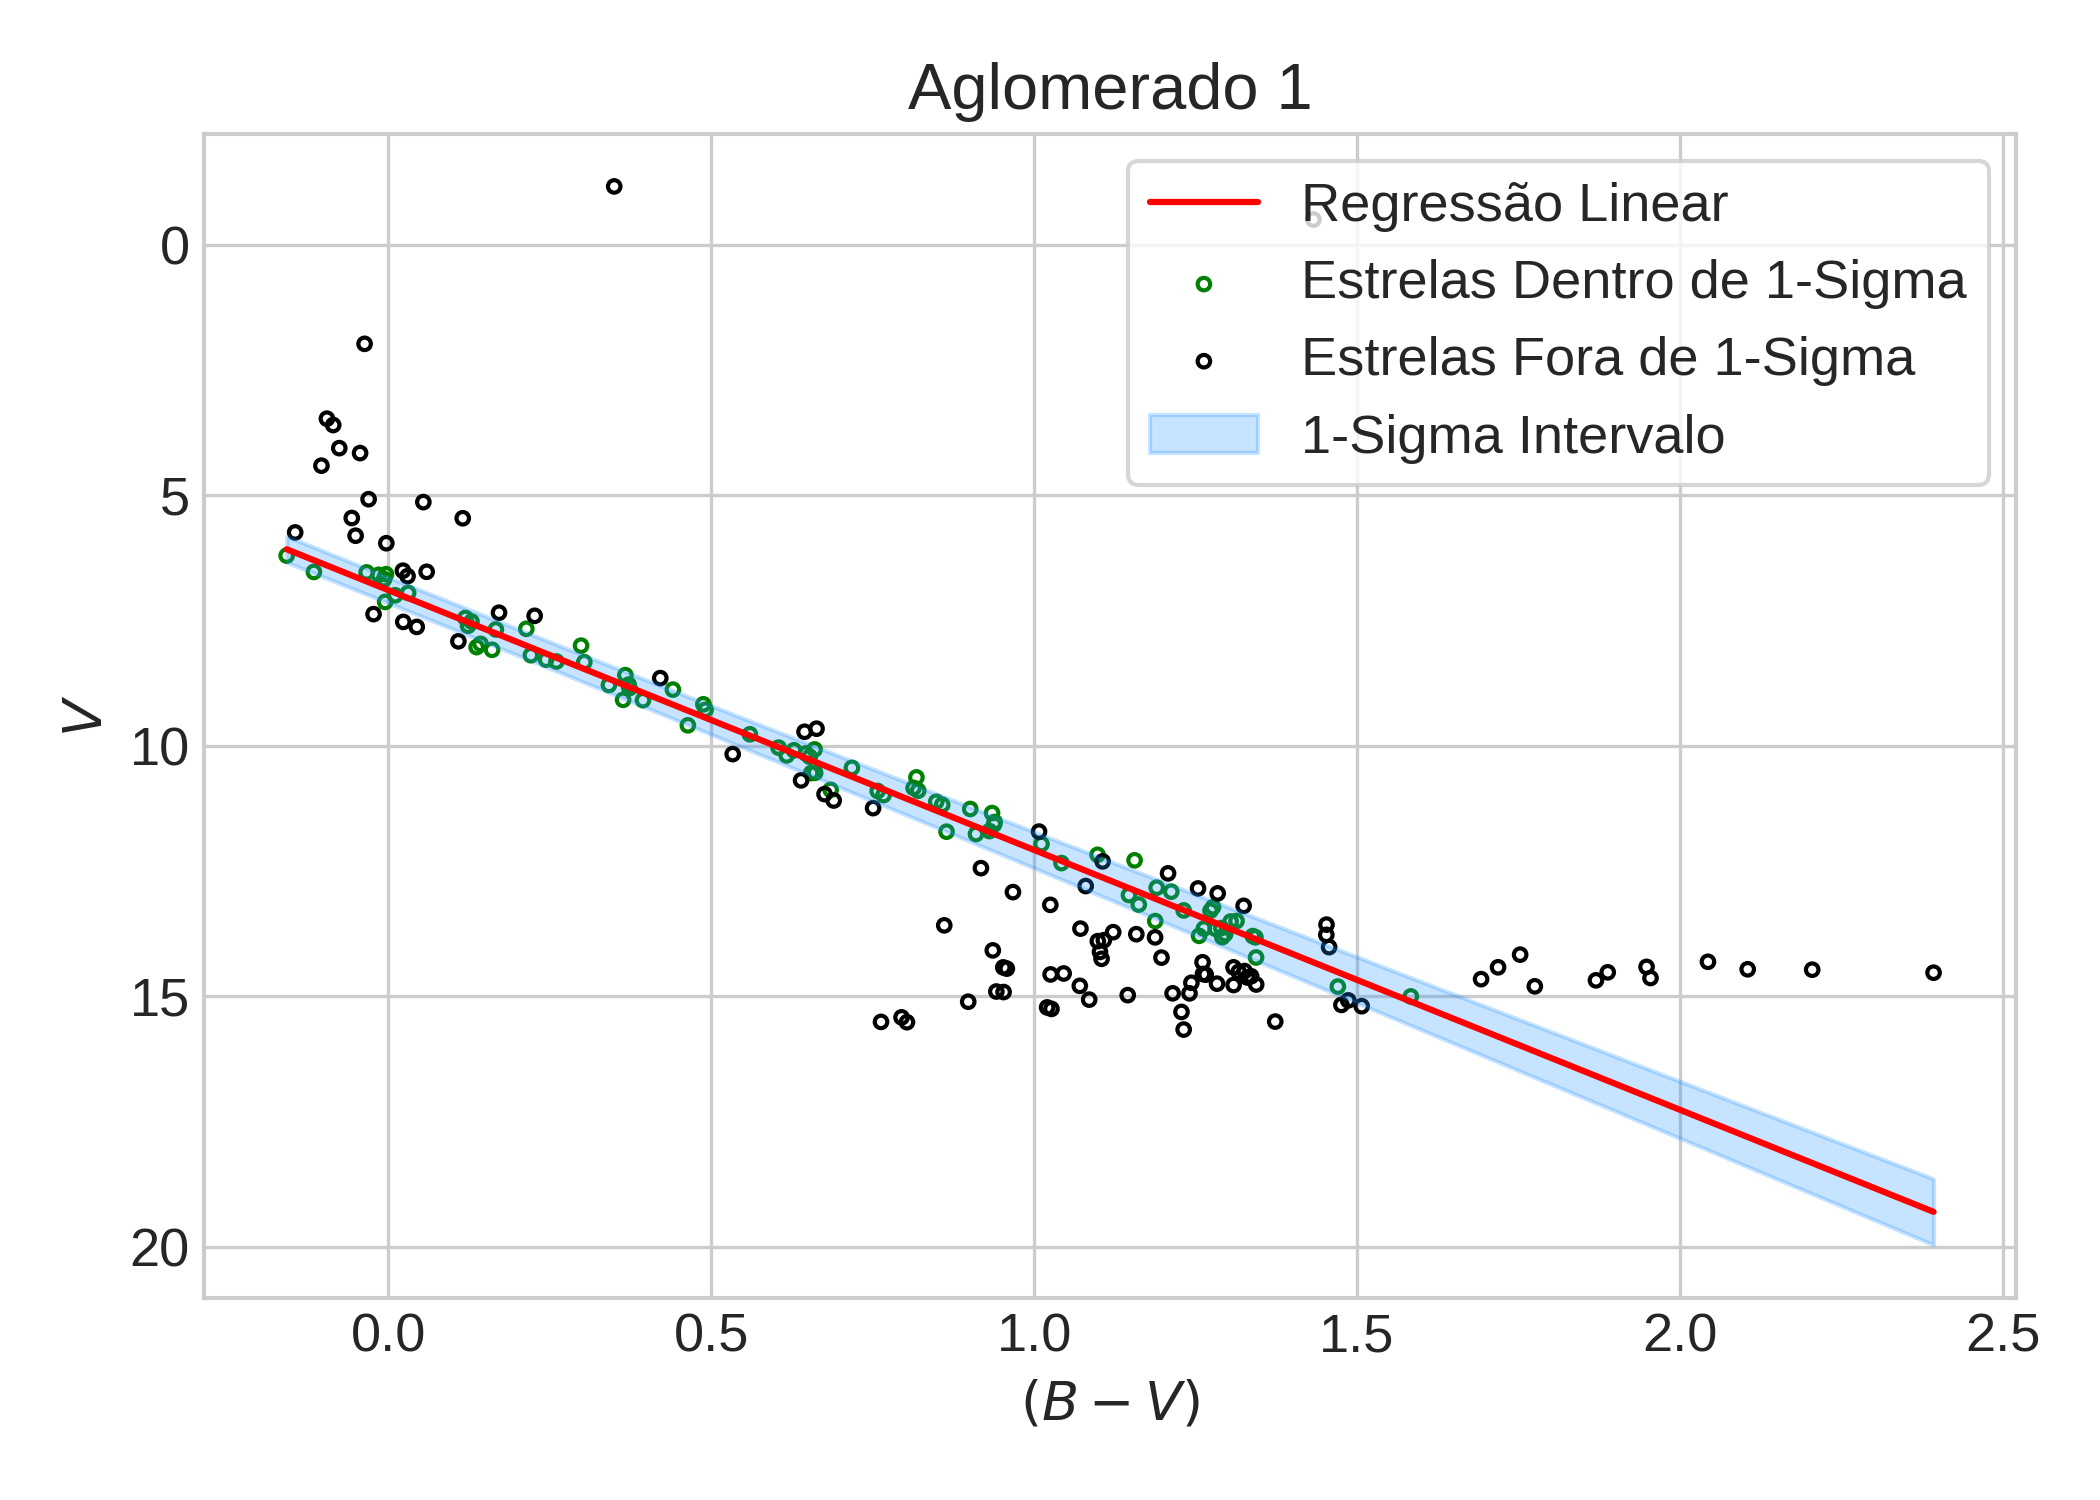 Aglomerado 1
Regressão Linear
Estrelas Dentro de 1-Sigma
Estrelas Fora de 1-Sigma
1-Sigma Intervalo
0
5
10
15
20
V
0.0 0.5 1.0 1.5 2.0 2.5
(B − V)